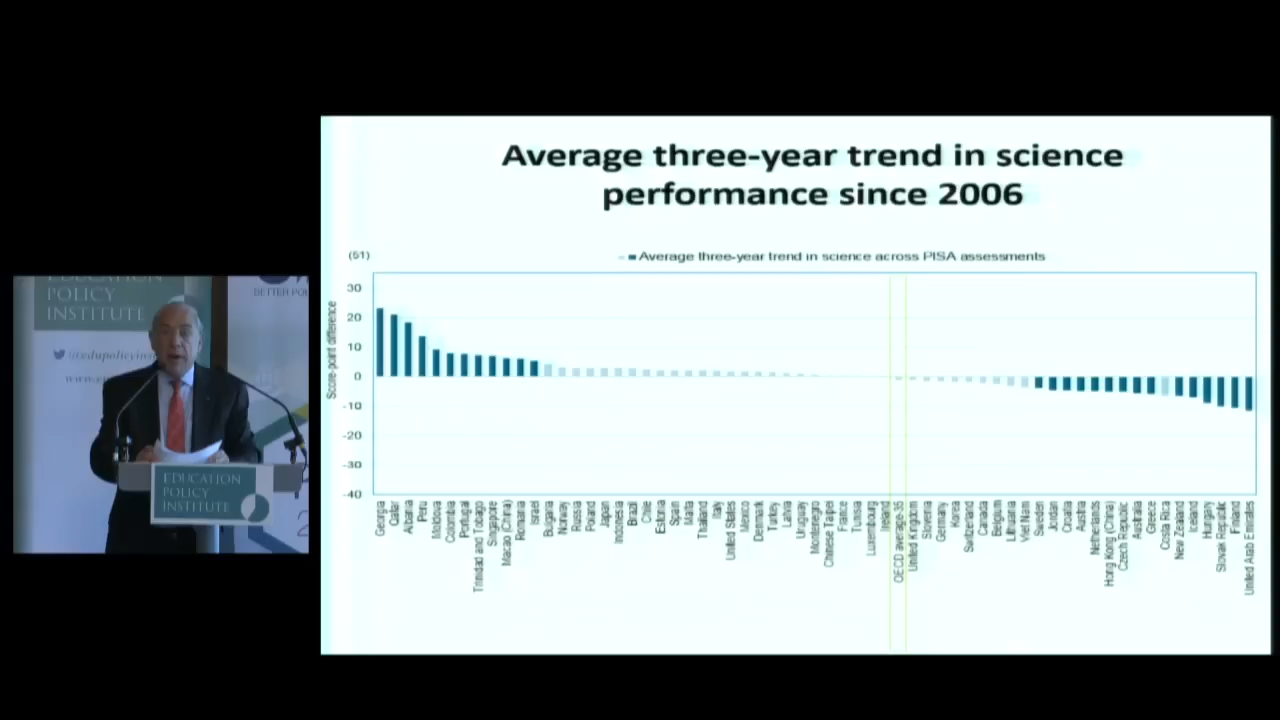 Average three-year trend in science
performance since 2006
(51)
Average three-year trend in science across PISA assessments
Score-point difference
30
20
10
0
-10
-20
-30
-40
Georgia
Qatar
Albania
Peru
Moldova
Colombia
Portugal
Trinidad and Tobago
Singapore
Macao (China)
Romania
Israel
Bulgaria
Norway
Russia
Poland
Japan
Indonesia
Brazil
Chile
Estonia
Spain
Malta
Thailand
Italy
United States
Mexico
Denmark
Turkey
Latvia
Uruguay
Montenegro
Chinese Taipei
France
Tunisia
Luxembourg
Ireland
OECD average-35
United Kingdom
Slovenia
Germany
Korea
Switzerland
Canada
Belgium
Lithuania
Viet Nam
Sweden
Jordan
Croatia
Austria
Netherlands
Hong Kong (China)
Czech Republic
Australia
Greece
Costa Rica
New Zealand
Iceland
Hungary
Slovak Republic
Finland
United Arab Emirates
EDUCATION
POLICY
INSTITUTE
BETTER
EDUCATION
POLICY
INSTITUTE